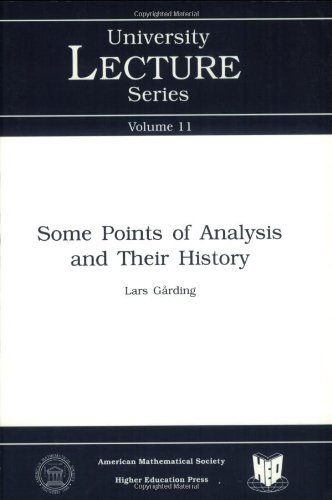 University
LECTURE
Series
Volume 11
Some Points of Analysis
and Their History
Lars Gårding
American Mathematical Society
Higher Education Press
HEP